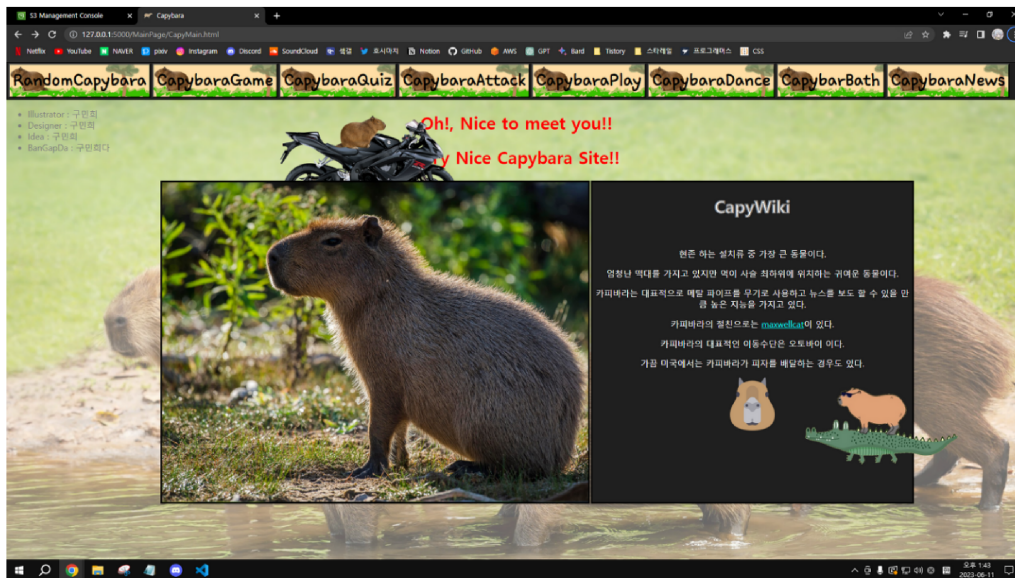 S3 Management Console
Capybara
127.0.0.1:5000/MainPage/CapyMain.html
Netflix YouTube NAVER pixiv Instagram Discord SoundCloud 트위치 Notion GitHub AWS GPT Bard Tistory 스타레일 프로그래머스 CSS
RandomCapybara CapybaraGame CapybaraQuiz CapybaraAttack CapybaraPlay CapybaraDance CapybarBath CapybaraNews
Illustrator : 구민희
Designer : 구민희
Idea : 구민희
BanGapDa : 구민희다
Oh!, Nice to meet you!!
Nice Capybara Site!!
CapyWiki
현존 하는 설치류 중 가장 큰 동물이다.
엄청난 떡대를 가지고 있지만 먹이 사슬 최하위에 위치하는 귀여운 동물이다.
카피바라는 대표적으로 메탈 파이프를 무기로 사용하고 뉴스를 보도 할 수 있을 만
큼 높은 지능을 가지고 있다.
카피바라의 절친으로는 maxwellcat이 있다.
카피바라의 대표적인 이동수단은 오토바이 이다.
가끔 미국에서는 카피바라가 피자를 배달하는 경우도 있다.
오후 1:43
2023-06-11